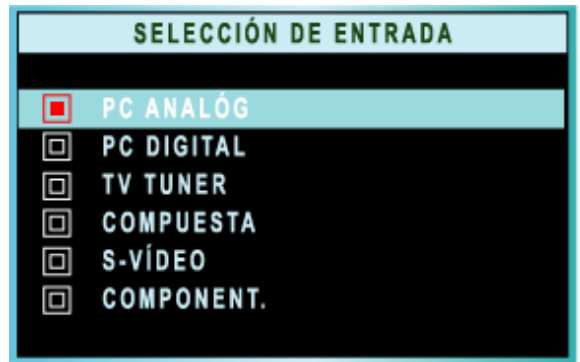 SELECCIÓN DE ENTRADA
PC ANALÓG
PC DIGITAL
TV TUNER
COMPUESTA
S-VÍDEO
COMPONENT.